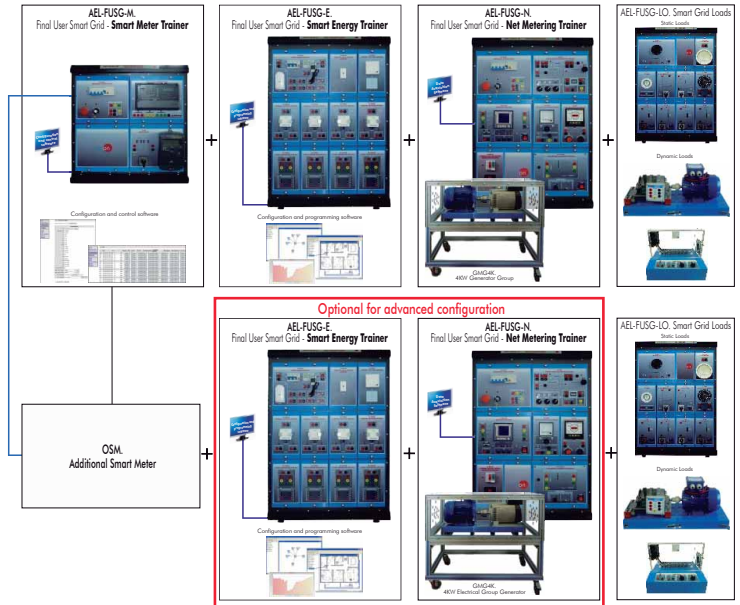 AEL-FUSG-M.
Final User Smart Grid - Smart Meter Trainer
Configuration and control software
AEL-FUSG-E.
Final User Smart Grid - Smart Energy Trainer
Configuration and programming software
AEL-FUSG-N.
Final User Smart Grid - Net Metering Trainer
GMG4K.
4KW Generator Group
AEL-FUSG-LO. Smart Grid Loads
Static Loads
Dynamic Loads
+
+
+
Optional for advanced configuration
OSM.
Additional Smart Meter
AEL-FUSG-E.
Final User Smart Grid - Smart Energy Trainer
Configuration and programming software
AEL-FUSG-N.
Final User Smart Grid - Net Metering Trainer
GMG4K.
4KW Electrical Group Generator
AEL-FUSG-LO. Smart Grid Loads
Static Loads
Dynamic Loads
+
+
+